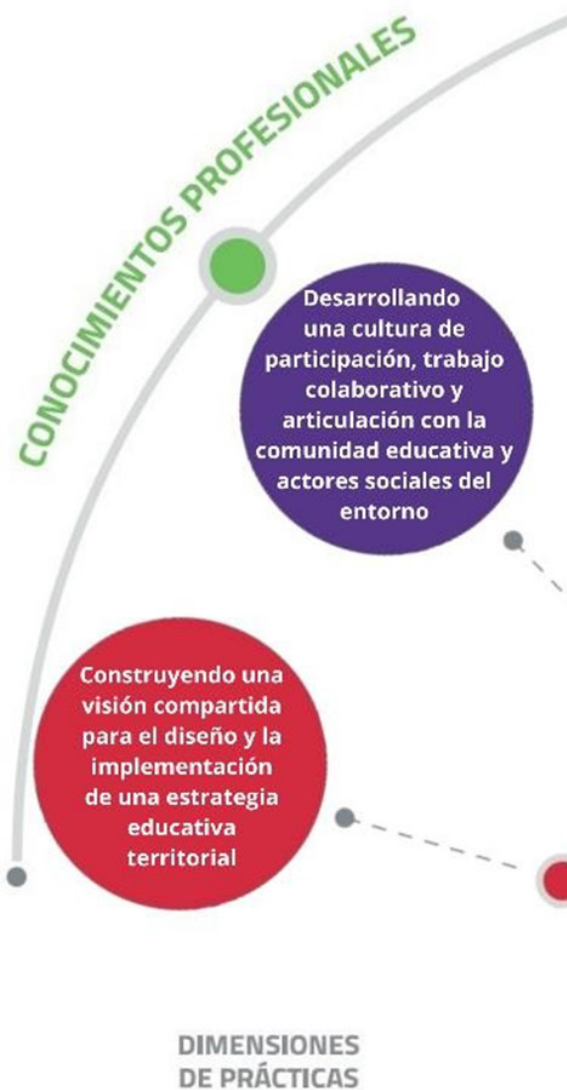 CONOCIMIENTOS PROFESIONALES
Desarrollando
una cultura de
participación, trabajo
colaborativo y
articulación con la
comunidad educativa y
actores sociales del
entorno
Construyendo una
visión compartida
para el diseño y la
implementación
de una estrategia
educativa
territorial
DIMENSIONES
DE PRÁCTICAS